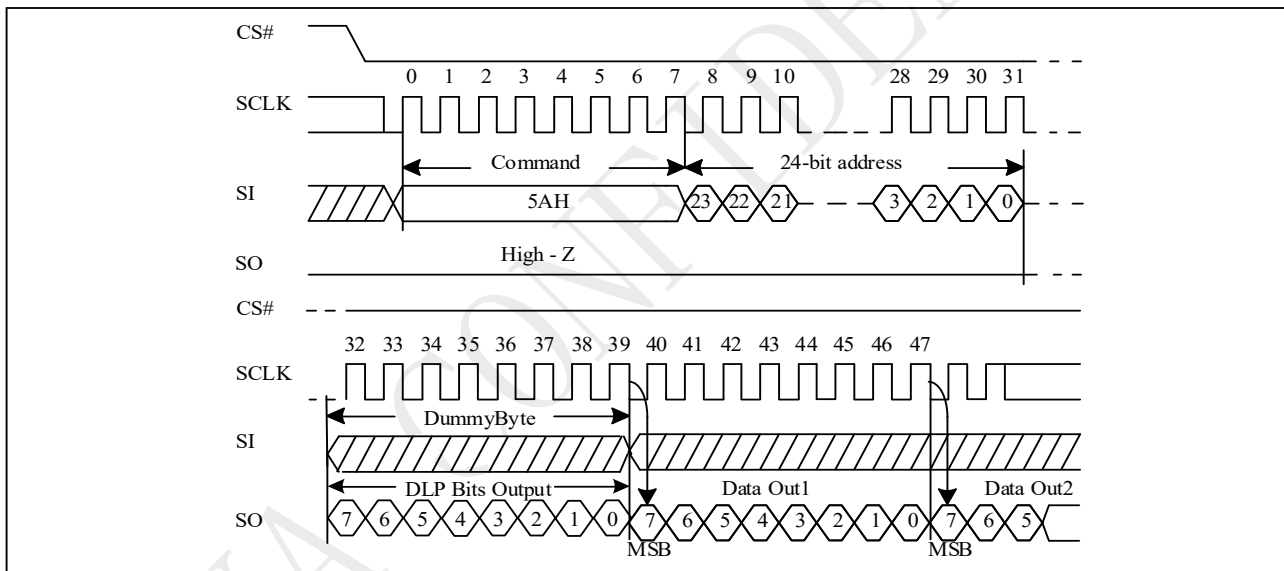 CS#
0 1 2 3 4 5 6 7 8 9 10 28 29 30 31
SCLK
Command 24-bit address
SI 5AH 23 22 21 3 2 1 0
High - Z
SO
CS#
32 33 34 35 36 37 38 39 40 41 42 43 44 45 46 47
SCLK
DummyByte
SI
DLP Bits Output Data Out1 Data Out2
SO 7 6 5 4 3 2 1 0 7 6 5 4 3 2 1 0 7 6 5
MSB MSB